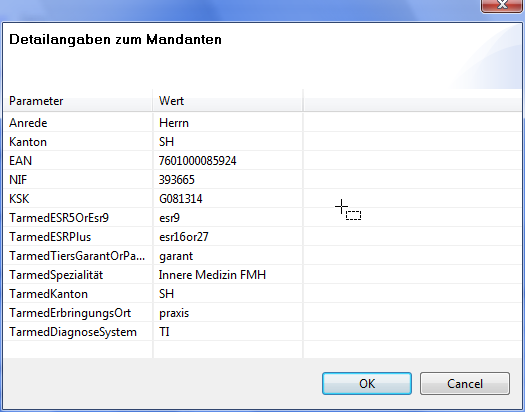 Detailangaben zum Mandanten
Parameter Wert
Anrede Herrn
Kanton SH
EAN 7601000085924
NIF 393665
KSK G081314
TarmedESR5OrEsr9 esr9
TarmedESRPlus esr16or27
TarmedTiersGarantOrPa... garant
TarmedSpezialität Innere Medizin FMH
TarmedKanton SH
TarmedErbringungsOrt praxis
TarmedDiagnoseSystem TI
OK Cancel